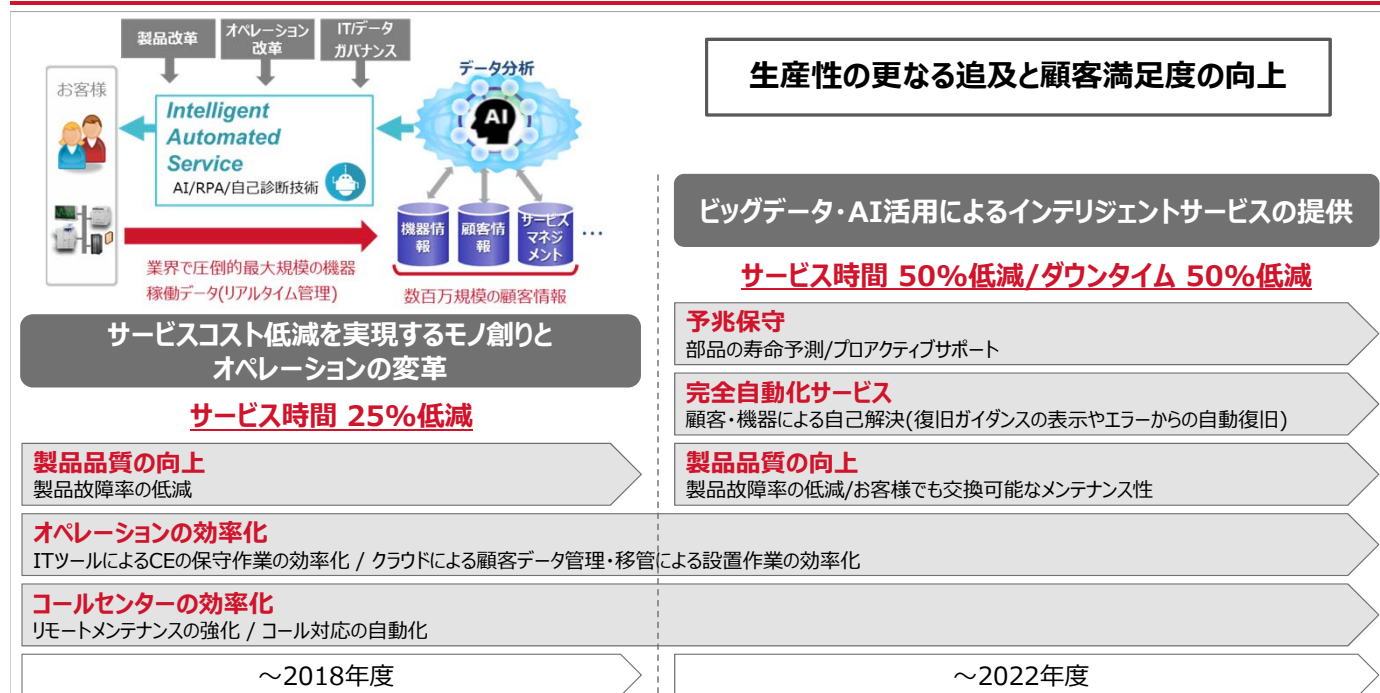 製品改革
オペレーション
改革
IT/データ
ガバナンス
お客様
Intelligent
Automated
Service
AI/RPA/自己診断技術
データ分析
AI
機器情
報
顧客情
報
サービス
マネジ
メント
…
業界で圧倒的最大規模の機器
稼働データ(リアルタイム管理)
数百万規模の顧客情報
生産性の更なる追及と顧客満足度の向上
サービスコスト低減を実現するモノ創りと
オペレーションの変革
サービス時間 25%低減
ビッグデータ・AI活用によるインテリジェントサービスの提供
サービス時間 50%低減/ダウンタイム 50%低減
予兆保守
部品の寿命予測/プロアクティブサポート
完全自動化サービス
顧客・機器による自己解決(復旧ガイダンスの表示やエラーからの自動復旧)
製品品質の向上
製品故障率の低減
製品品質の向上
製品故障率の低減/お客様でも交換可能なメンテナンス性
オペレーションの効率化
ITツールによるCEの保守作業の効率化 / クラウドによる顧客データ管理・移管による設置作業の効率化
コールセンターの効率化
リモートメンテナンスの強化 / コール対応の自動化
～2018年度
～2022年度